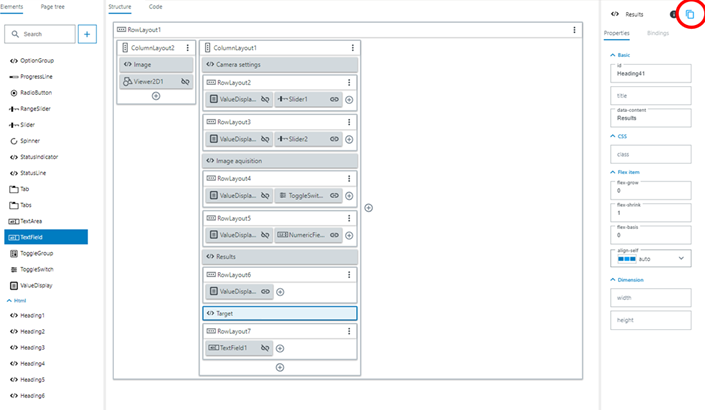 Elements
Page tree
Search
+
OptionGroup
ProgressLine
RadioButton
RangeSlider
Slider
Spinner
StatusIndicator
StatusLine
Tab
Tabs
TextArea
TextField
ToggleGroup
ToggleSwitch
ValueDisplay
Html
Heading1
Heading2
Heading3
Heading4
Heading5
Heading6
Structure
Code
RowLayout1
ColumnLayout2
Image
Viewer2D1
ColumnLayout1
Camera settings
RowLayout2
ValueDispla...
Slider1
RowLayout3
ValueDispla...
Slider2
Image aquisition
RowLayout4
ValueDispla...
ToggleSwitc...
RowLayout5
ValueDispla...
NumericFie...
Results
RowLayout6
ValueDispla...
Target
RowLayout7
TextField1
Results
Properties
Bindings
Basic
id
Heading41
title
data-content
Results
CSS
class
Flex item
flex-grow
0
flex-shrink
1
flex-basis
0
align-self
auto
Dimension
width
height